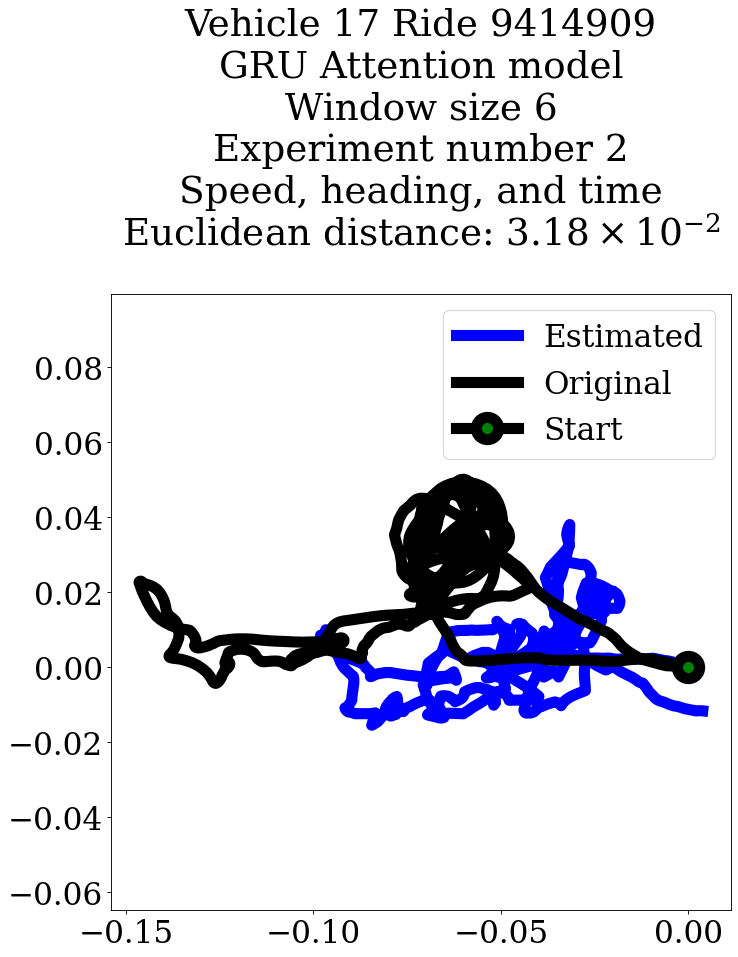 Vehicle 17 Ride 9414909
GRU Attention model
Window size 6
Experiment number 2
Speed, heading, and time
Euclidean distance: 3.18 × 10⁻²
Estimated
Original
Start
0.08
0.06
0.04
0.02
0.00
−0.02
−0.04
−0.06
−0.15 −0.10 −0.05 0.00